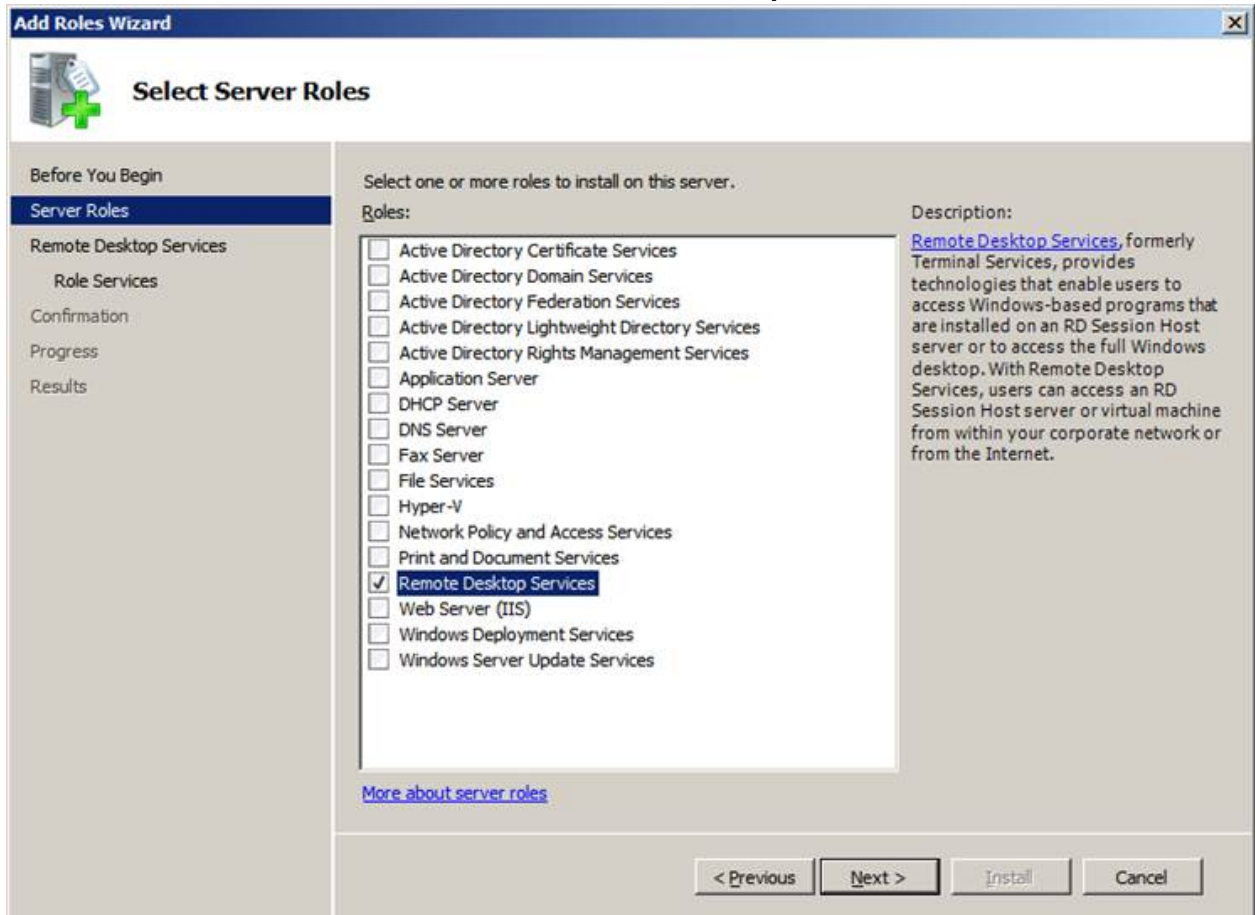 Add Roles Wizard
Select Server Roles
Before You Begin
Server Roles
Remote Desktop Services
Role Services
Confirmation
Progress
Results
Select one or more roles to install on this server.
Roles:
Active Directory Certificate Services
Active Directory Domain Services
Active Directory Federation Services
Active Directory Lightweight Directory Services
Active Directory Rights Management Services
Application Server
DHCP Server
DNS Server
Fax Server
File Services
Hyper-V
Network Policy and Access Services
Print and Document Services
Remote Desktop Services
Web Server (IIS)
Windows Deployment Services
Windows Server Update Services
More about server roles
Description:
Remote Desktop Services, formerly
Terminal Services, provides
technologies that enable users to
access Windows-based programs that
are installed on an RD Session Host
server or to access the full Windows
desktop. With Remote Desktop
Services, users can access an RD
Session Host server or virtual machine
from within your corporate network or
from the Internet.
< Previous
Next >
Install
Cancel